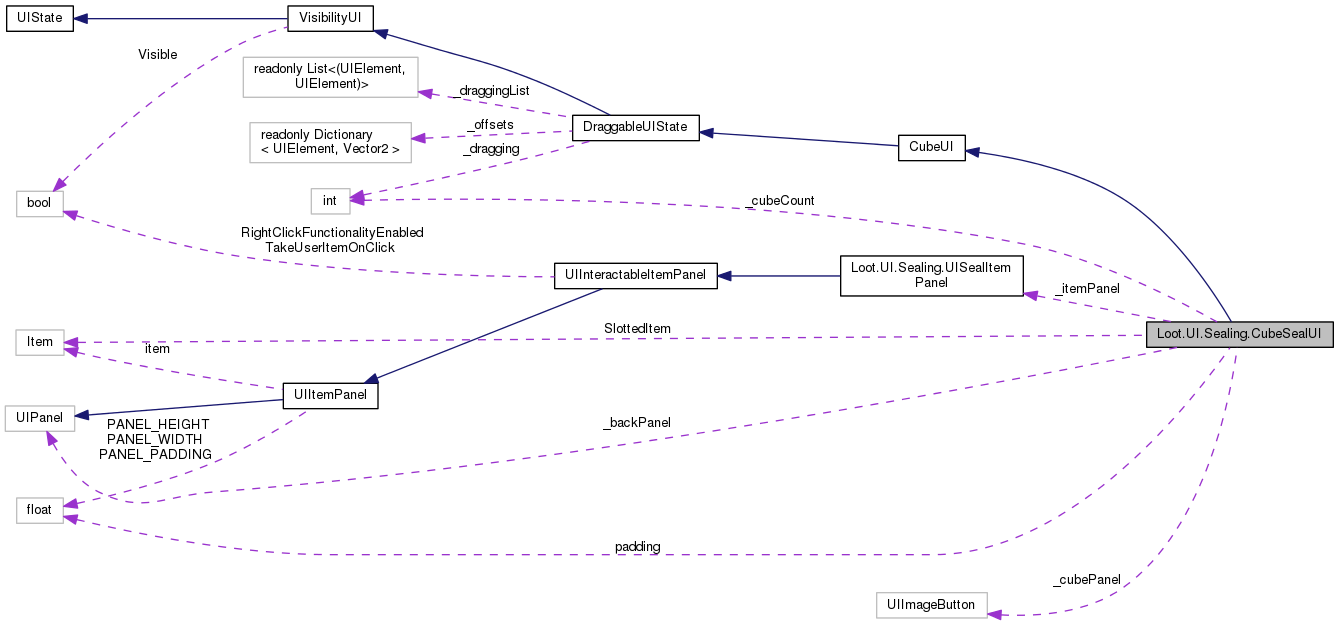 UIState
VisibilityUI
Visible
readonly List<(UIElement,
UIElement)>
_draggingList
_offsets
_dragging
readonly Dictionary
< UIElement, Vector2 >
DraggableUIState
CubeUI
bool
int
_cubeCount
RightClickFunctionalityEnabled
TakeUserItemOnClick
UIInteractableItemPanel
Loot.UI.Sealing.UISealItem
Panel
_itemPanel
Loot.UI.Sealing.CubeSealUI
SlottedItem
Item
item
UIItemPanel
UIPanel
PANEL_HEIGHT
PANEL_WIDTH
PANEL_PADDING
_backPanel
float
padding
_cubePanel
UIImageButton